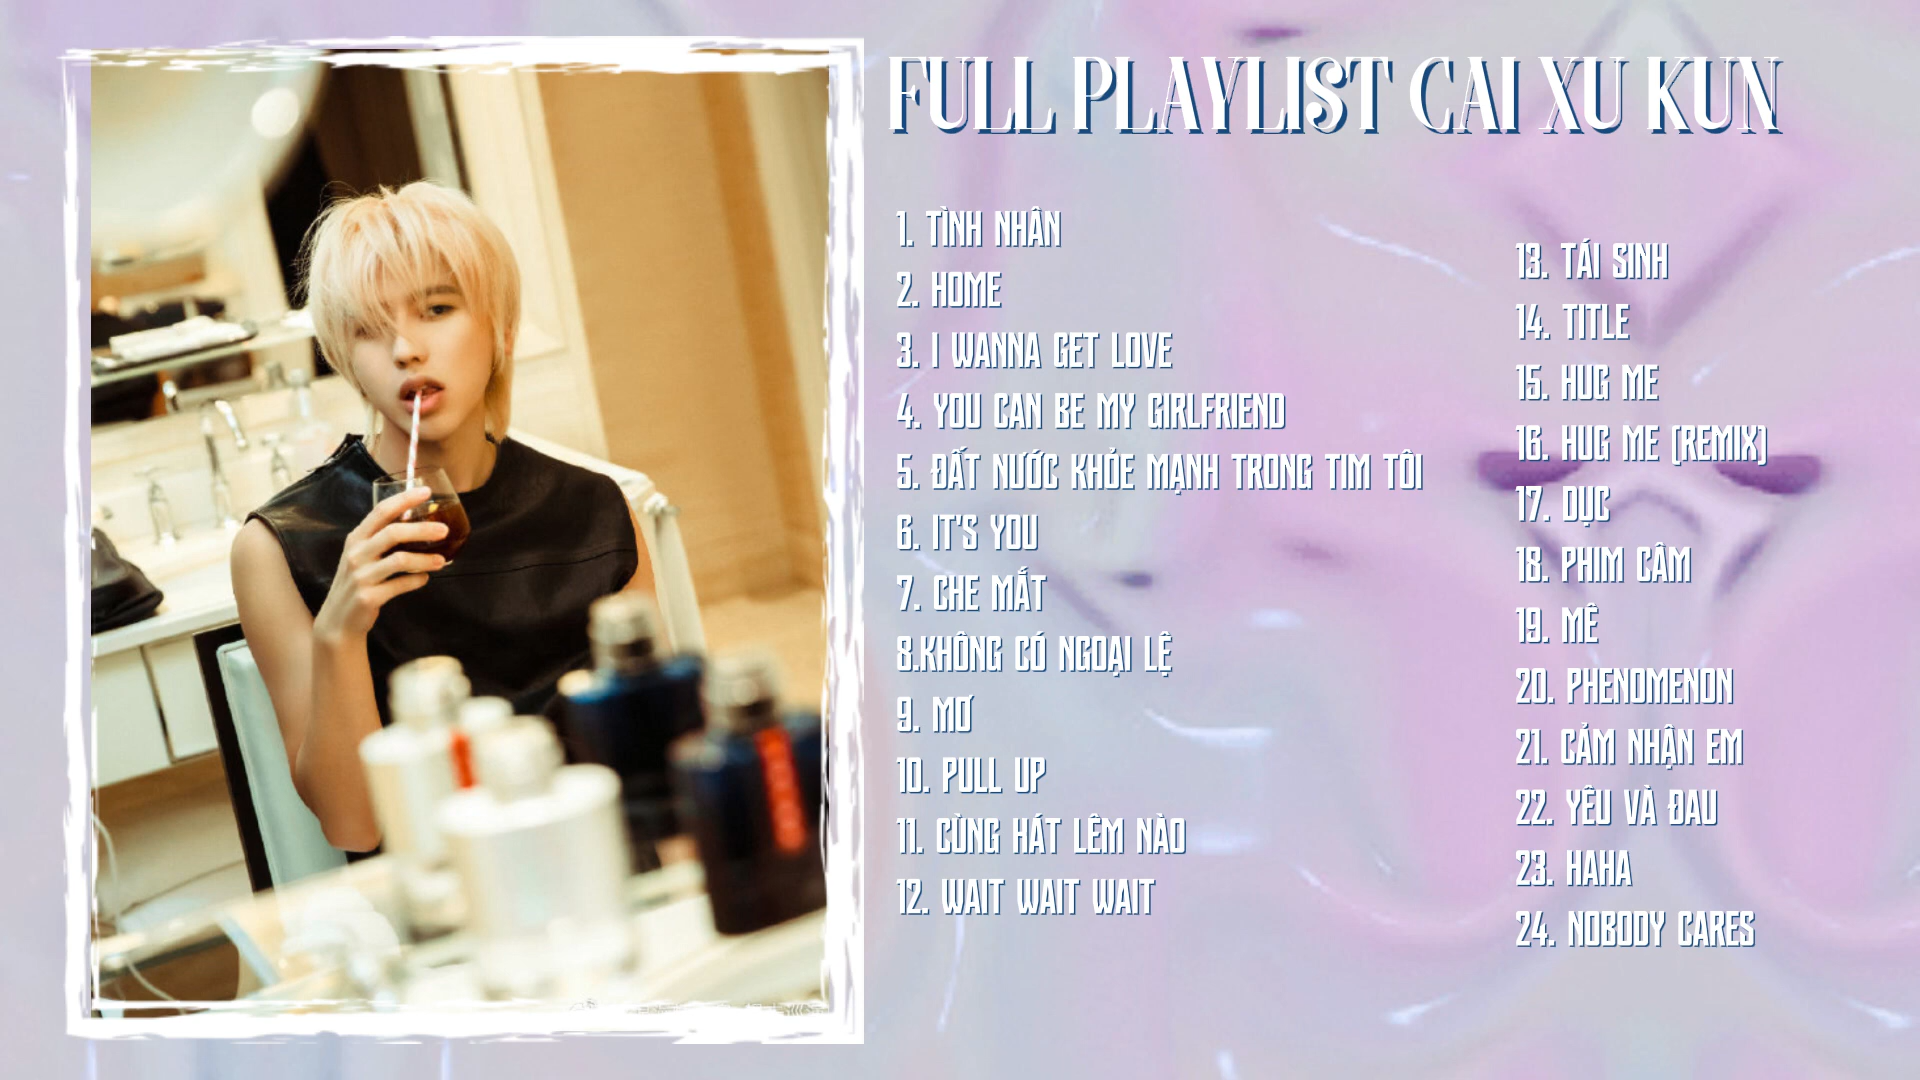 FULL PLAYLIST CAI XU KUN
1. TÌNH NHÂN
2. HOME
3. I WANNA GET LOVE
4. YOU CAN BE MY GIRLFRIEND
5. ĐẤT NƯỚC KHỎE MẠNH TRONG TIM TÔI
6. IT'S YOU
7. CHE MẮT
8.KHÔNG CÓ NGOẠI LỆ
9. MƠ
10. PULL UP
11. CÙNG HÁT LÊM NÀO
12. WAIT WAIT WAIT
13. TÁI SINH
14. TITLE
15. HUG ME
16. HUG ME (REMIX)
17. DỤC
18. PHIM CÂM
19. MÊ
20. PHENOMENON
21. CẢM NHẬN EM
22. YÊU VÀ ĐAU
23. HAHA
24. NOBODY CARES